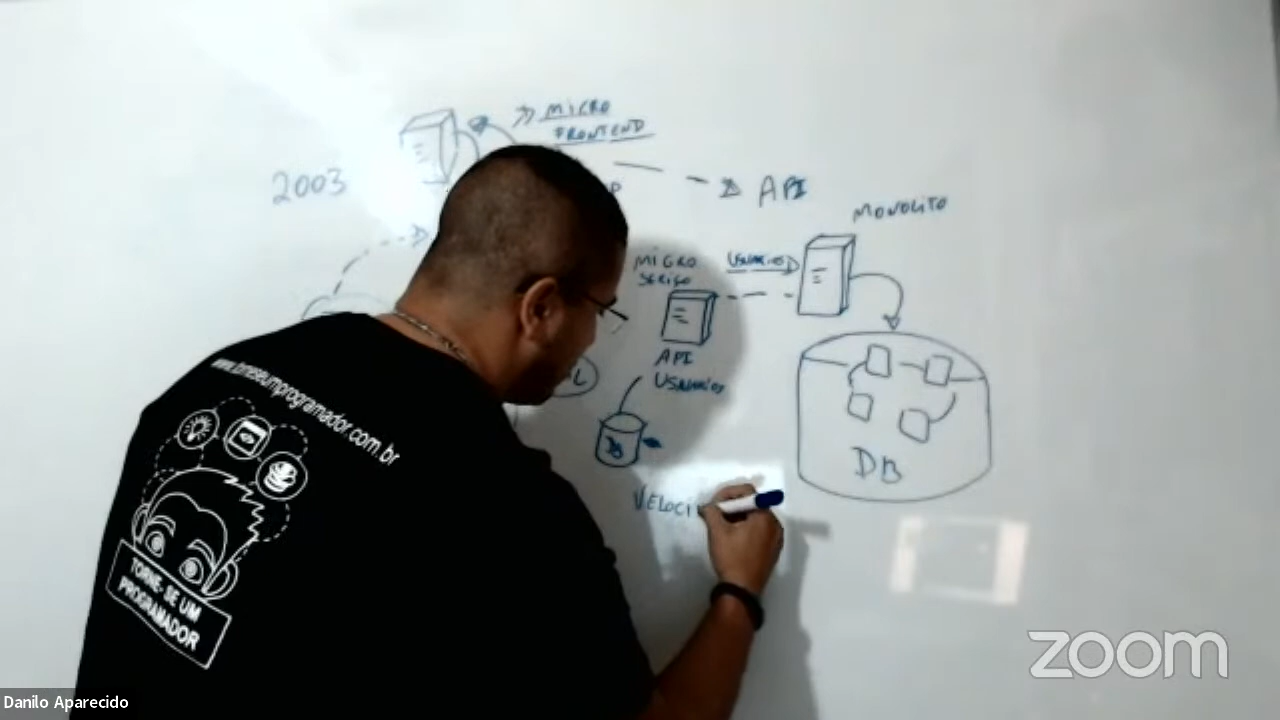 MICRO
FRONTEND
2003
API
MONOLITO
MICRO
USUARIOS
API
USUARIOS
DB
DB
VELOCI
www.torneseumprogramador.com.br
TORNE-SE UM
PROGRAMADOR
zoom
Danilo Aparecido